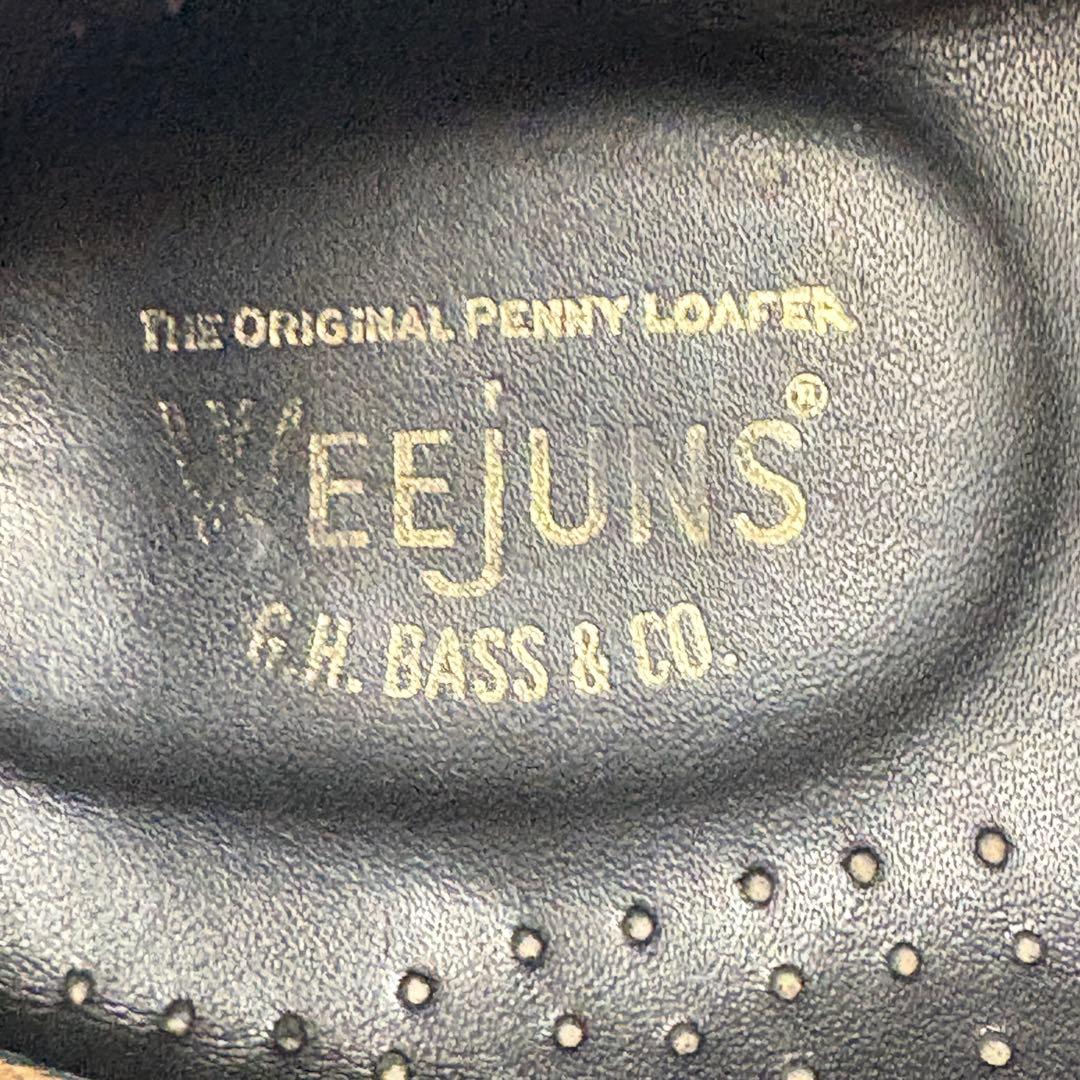 THE ORIGINAL PENNY LOAFER
WEEjUNS®
G.H. BASS & CO.